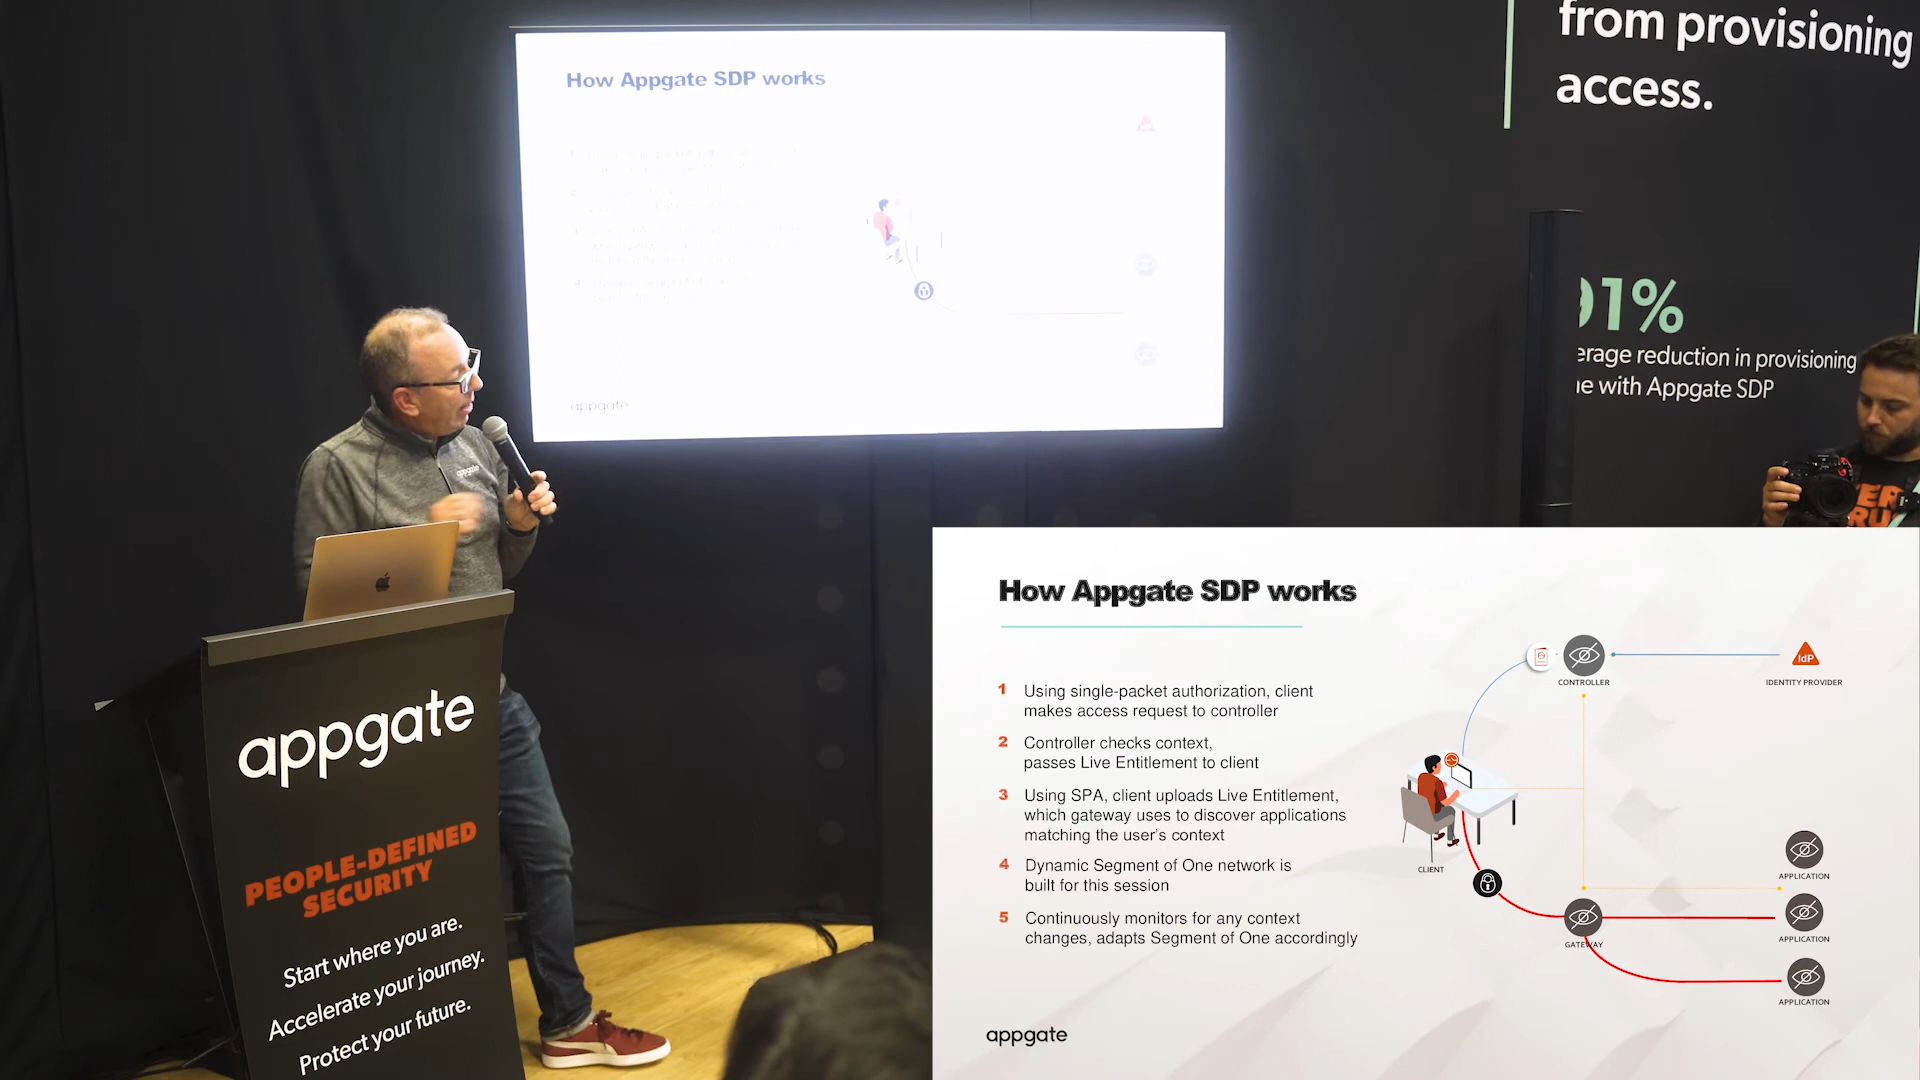 How Appgate SDP works
appgate
from provisioning
access.
91%
reduction in provisioning
with Appgate SDP
appgate
appgate
PEOPLE-DEFINED
SECURITY
Start where you are.
Accelerate your journey.
Protect your future.
How Appgate SDP works
1 Using single-packet authorization, client
makes access request to controller
2 Controller checks context,
passes Live Entitlement to client
3 Using SPA, client uploads Live Entitlement,
which gateway uses to discover applications
matching the user's context
4 Dynamic Segment of One network is
built for this session
5 Continuously monitors for any context
changes, adapts Segment of One accordingly
CONTROLLER
IdP
IDENTITY PROVIDER
CLIENT
GATEWAY
APPLICATION
APPLICATION
APPLICATION
appgate